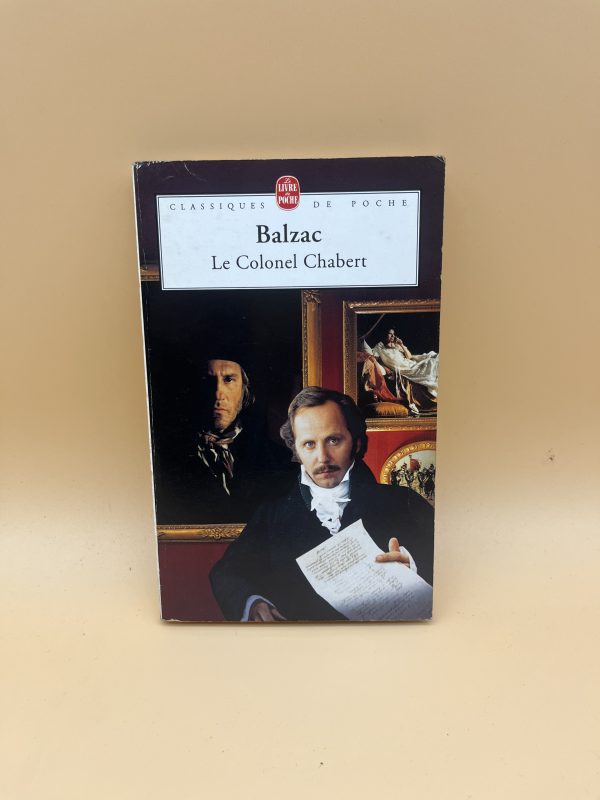 Le
LIVRE
de
POCHE
CLASSIQUES DE POCHE
Balzac
Le Colonel Chabert